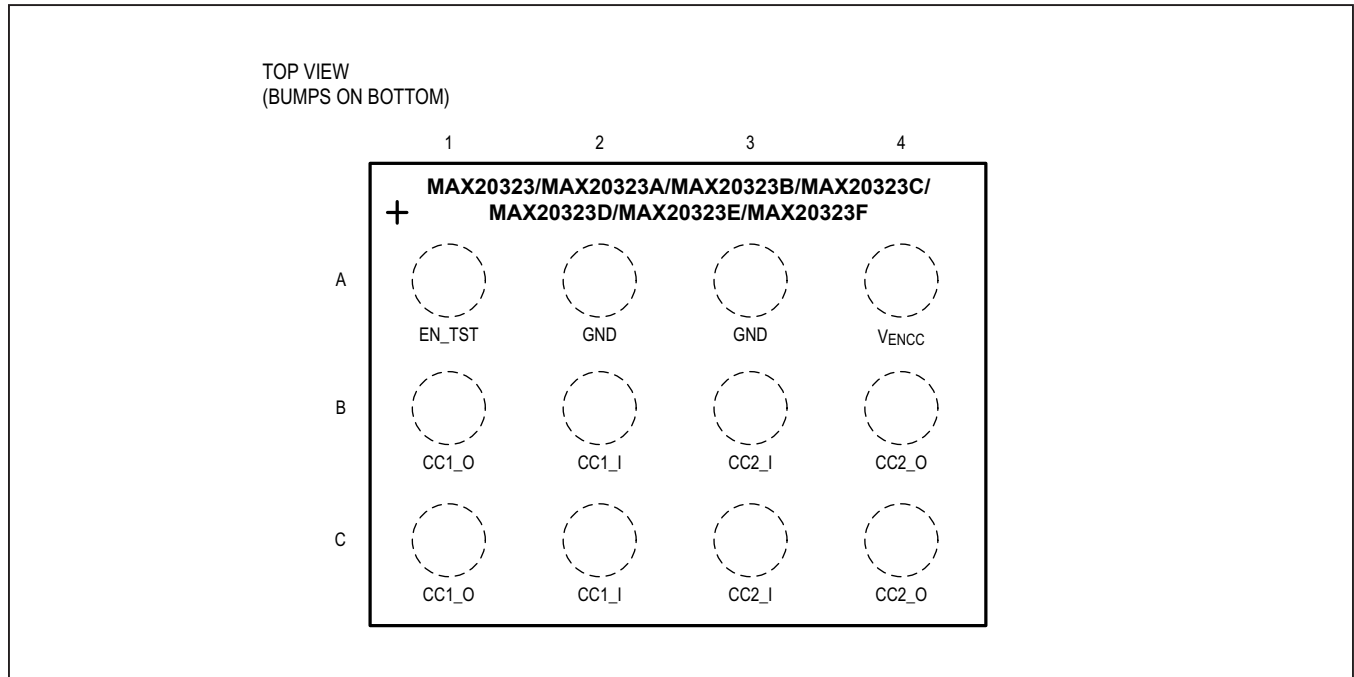 TOP VIEW
(BUMPS ON BOTTOM)
1 2 3 4
MAX20323/MAX20323A/MAX20323B/MAX20323C/
+ MAX20323D/MAX20323E/MAX20323F
A
EN_TST GND GND VENCC
B
CC1_O CC1_I CC2_I CC2_O
C
CC1_O CC1_I CC2_I CC2_O